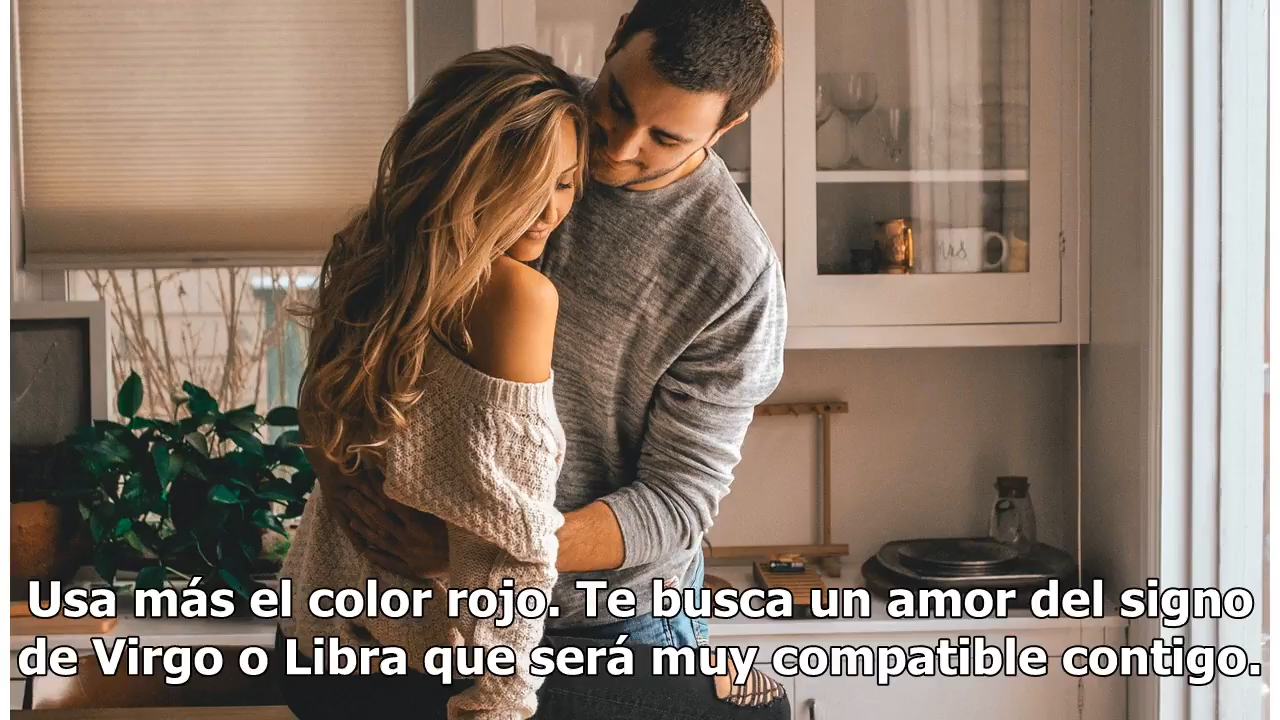 Mrs
Usa más el color rojo. Te busca un amor del signo
de Virgo o Libra que será muy compatible contigo.